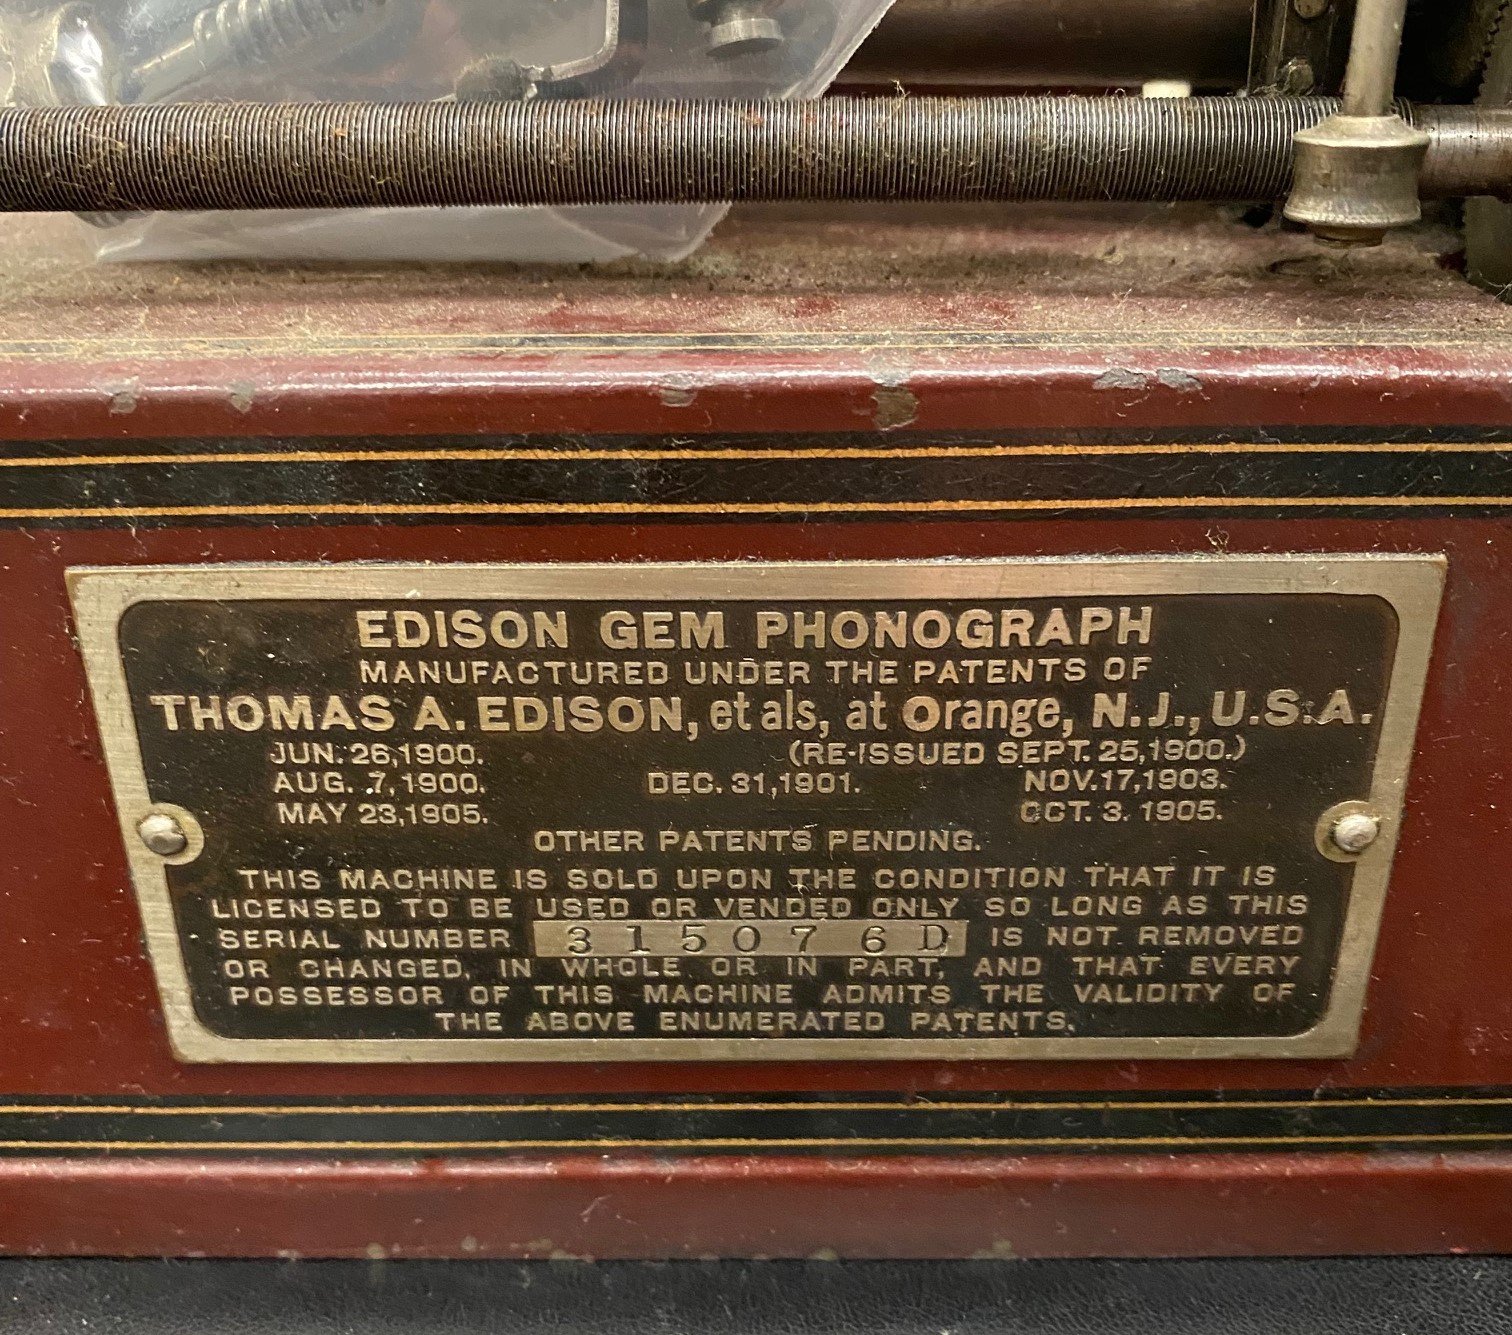 EDISON GEM PHONOGRAPH
MANUFACTURED UNDER THE PATENTS OF
THOMAS A. EDISON, et als, at Orange, N.J., U.S.A.
JUN. 26,1900. (RE-ISSUED SEPT. 25,1900.)
AUG. 7,1900. DEC. 31,1901. NOV.17,1903.
MAY 23,1905. OCT. 3. 1905.
OTHER PATENTS PENDING.
THIS MACHINE IS SOLD UPON THE CONDITION THAT IT IS
LICENSED TO BE USED OR VENDED ONLY SO LONG AS THIS
SERIAL NUMBER 315076D IS NOT REMOVED
OR CHANGED, IN WHOLE OR IN PART, AND THAT EVERY
POSSESSOR OF THIS MACHINE ADMITS THE VALIDITY OF
THE ABOVE ENUMERATED PATENTS.